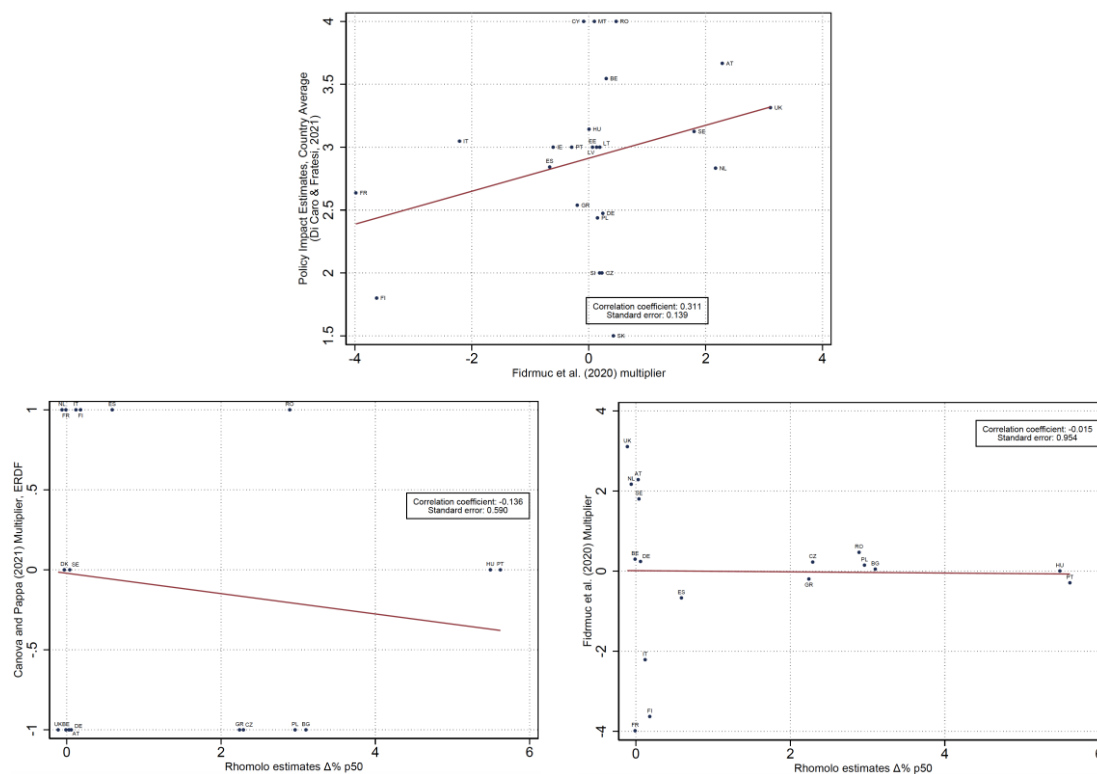 Policy Impact Estimates, Country Average
(Di Caro & Fratesi, 2021)
4
3.5
3
2.5
2
1.5
CY MT RO
AT
BE
UK
HU
SE
IT
IE PT EE LT
LV
ES
NL
FR
GR
DE
PL
SI CZ
FI
SK
Correlation coefficient: 0.311
Standard error: 0.139
-4 -2 0 2 4
Fidrmuc et al. (2020) multiplier
Canova and Pappa (2021) Multiplier, ERDF
1
.5
0
-.5
-1
NL IT ES RO
FR FI
Correlation coefficient: -0.136
Standard error: 0.590
DK SE HU PT
UK BE DE GR CZ PL BG
AT
0 2 4 6
Rhomolo estimates Δ% p50
Fidrmuc et al. (2020) Multiplier
4
2
0
-2
-4
Correlation coefficient: -0.015
Standard error: 0.954
UK
AT
NL
SE
BE DE
CZ
RO
PL
BG
HU
GR
PT
ES
IT
FI
FR
0 2 4 6
Rhomolo estimates Δ% p50